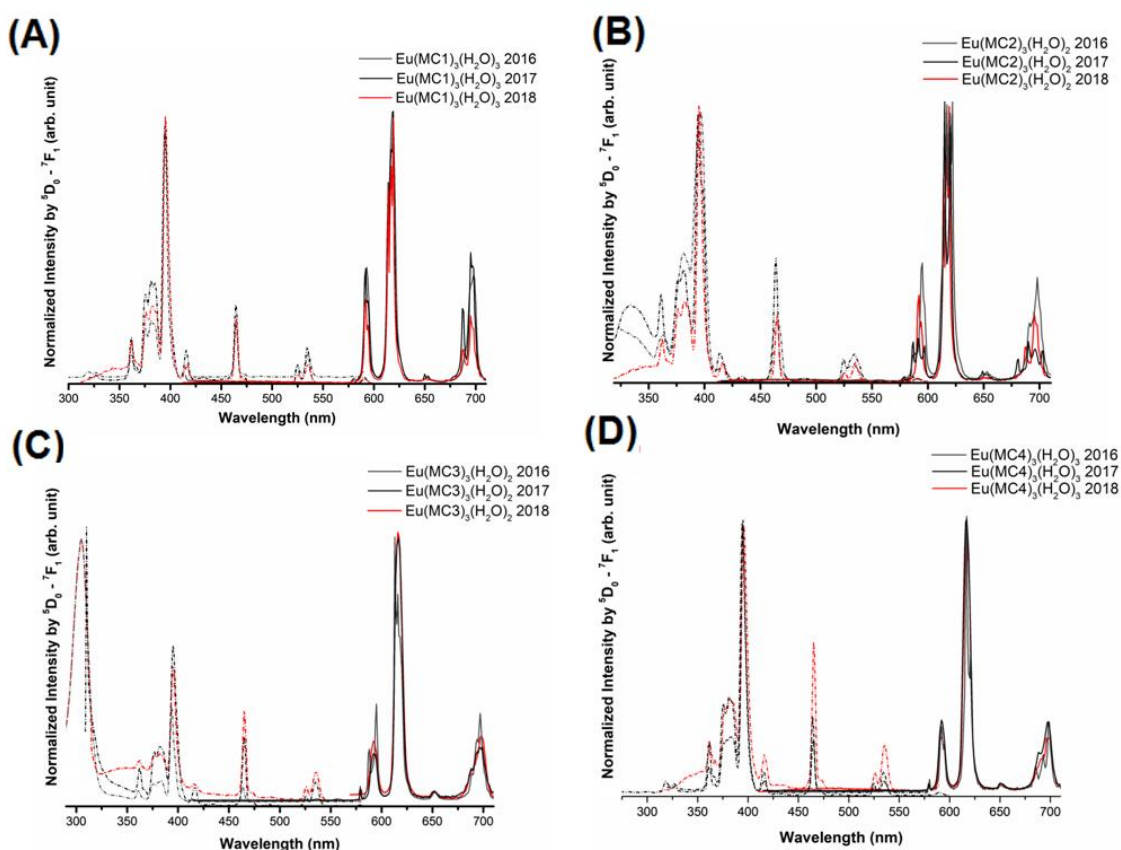 (A)
Eu(MC1)₃(H₂O)₃ 2016
Eu(MC1)₃(H₂O)₃ 2017
Eu(MC1)₃(H₂O)₃ 2018
Normalized Intensity by ⁵D₀ - ⁷F₁ (arb. unit)
300 350 400 450 500 550 600 650 700
Wavelength (nm)
(B)
Eu(MC2)₃(H₂O)₂ 2016
Eu(MC2)₃(H₂O)₂ 2017
Eu(MC2)₃(H₂O)₂ 2018
Normalized Intensity by ⁵D₀ - ⁷F₁ (arb. unit)
350 400 450 500 550 600 650 700
Wavelength (nm)
(C)
Eu(MC3)₃(H₂O)₂ 2016
Eu(MC3)₃(H₂O)₂ 2017
Eu(MC3)₃(H₂O)₂ 2018
Normalized Intensity by ⁵D₀ - ⁷F₁ (arb. unit)
300 350 400 450 500 550 600 650 700
Wavelength (nm)
(D)
Eu(MC4)₃(H₂O)₃ 2016
Eu(MC4)₃(H₂O)₃ 2017
Eu(MC4)₃(H₂O)₃ 2018
Normalized Intensity by ⁵D₀ - ⁷F₁ (arb. unit)
300 350 400 450 500 550 600 650 700
Wavelength (nm)